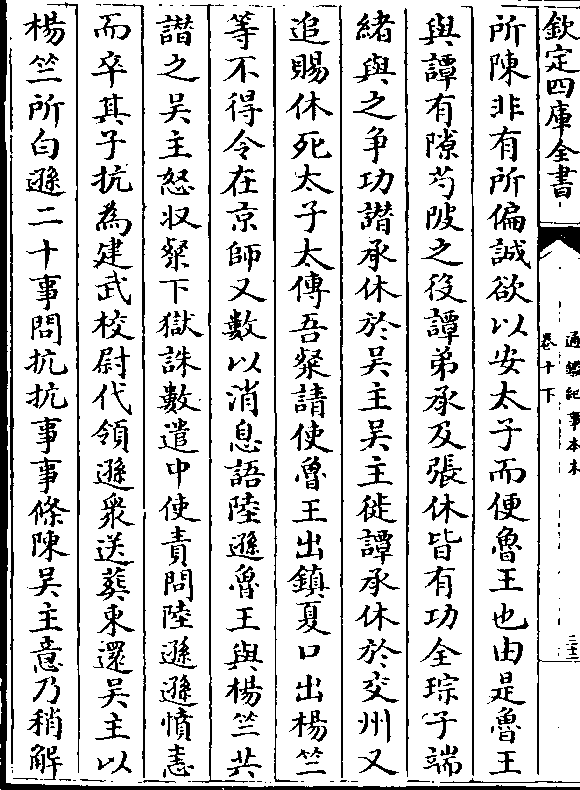 欽定四庫全書
通鑑紀事本末
卷十下
三十二
所陳非有所偏誠欲以安太子而便魯王也由是魯王
與譚有隙芍陂之役譚弟承及張休皆有功全琮子端
緒與之爭功譖承休於吳主吳主徙譚承休於交州又
追賜休死太子太傅吾粲請使魯王出鎮夏口出楊竺
等不得令在京師又數以消息語陸遜魯王與楊竺共
譖之吳主怒收粲下獄誅數遣中使責問陸遜遜憤恚
而卒其子抗為建武校尉代領遜衆送葬東還吳主以
楊竺所白遜二十事問抗抗事事條陳吳主意乃稍解